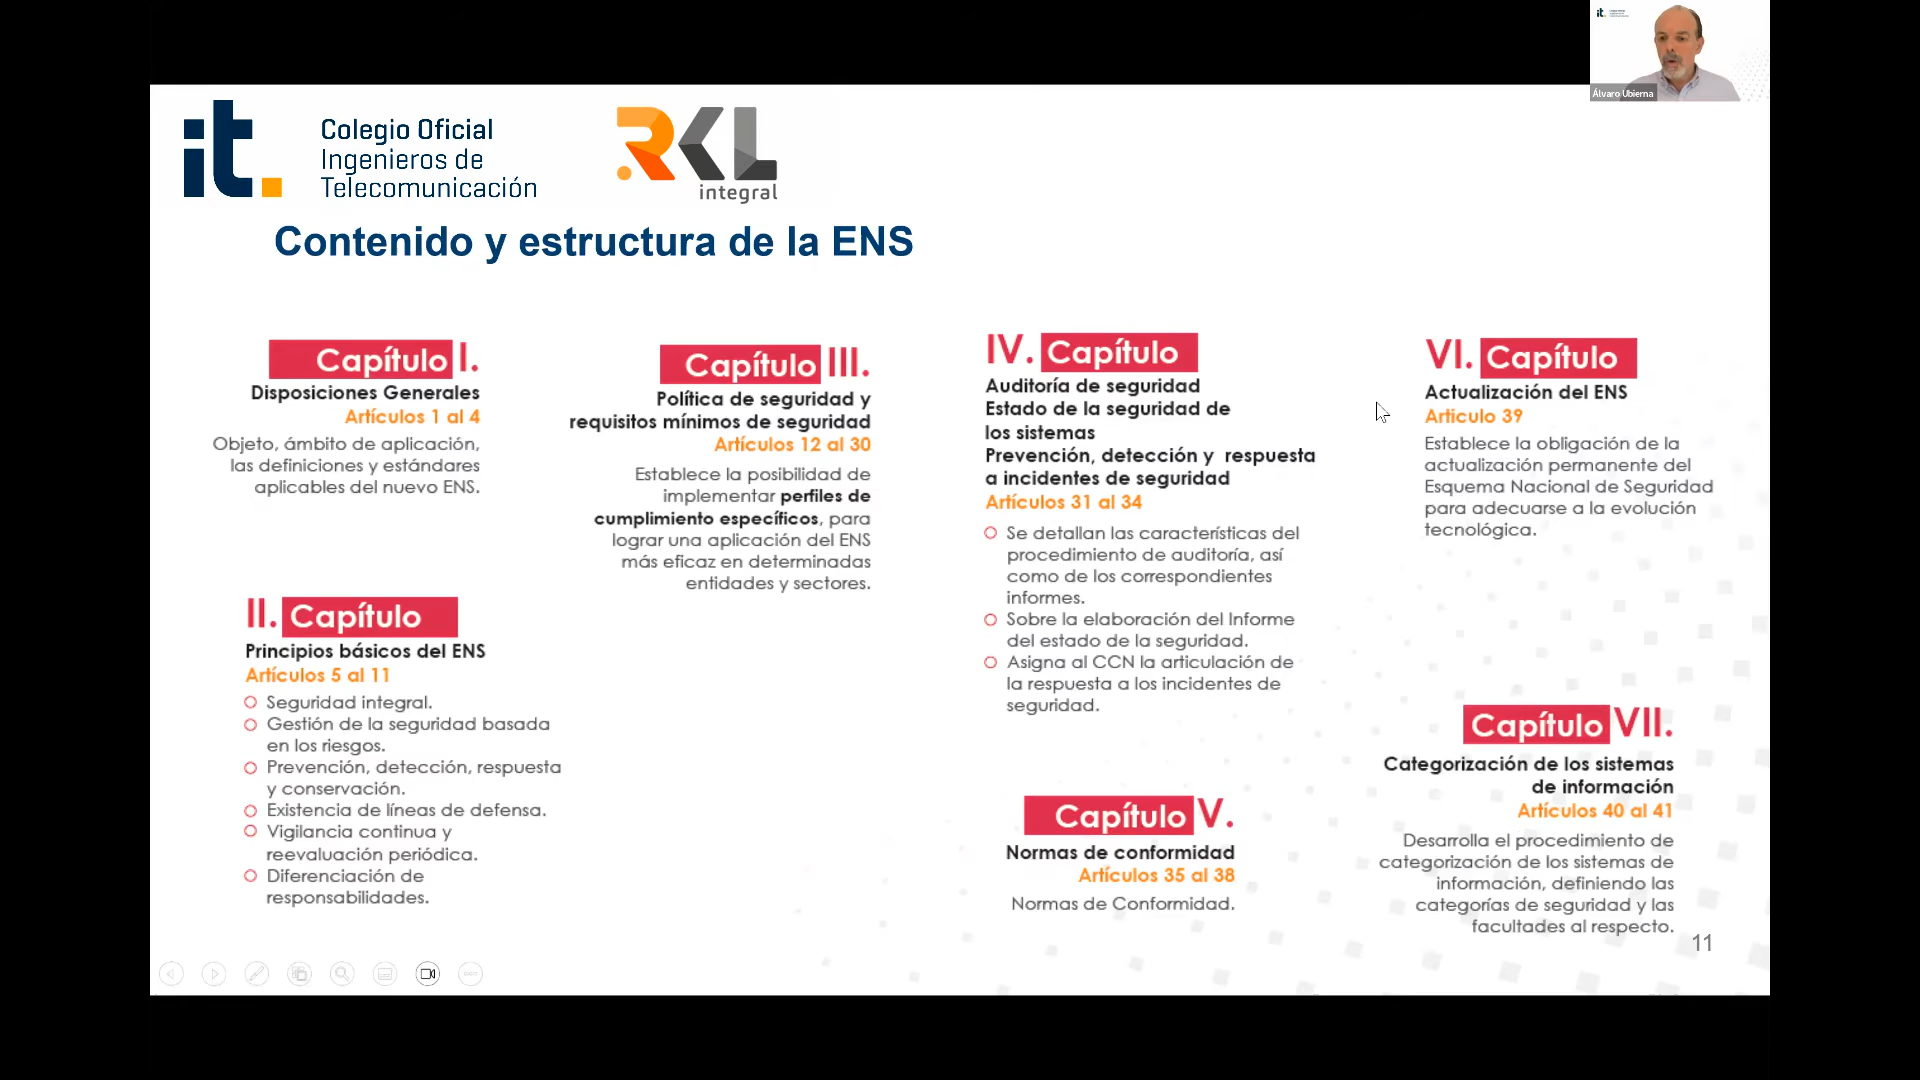 it.
Álvaro Ubierna
it.
Colegio Oficial
Ingenieros de
Telecomunicación
RKL
integral
Contenido y estructura de la ENS
Capítulo I.
Disposiciones Generales
Artículos 1 al 4
Objeto, ámbito de aplicación,
las definiciones y estándares
aplicables del nuevo ENS.
II. Capítulo
Principios básicos del ENS
Artículos 5 al 11
Seguridad integral.
Gestión de la seguridad basada
en los riesgos.
Prevención, detección, respuesta
y conservación.
Existencia de líneas de defensa.
Vigilancia continua y
reevaluación periódica.
Diferenciación de
responsabilidades.
Capítulo III.
Política de seguridad y
requisitos mínimos de seguridad
Artículos 12 al 30
Establece la posibilidad de
implementar perfiles de
cumplimiento específicos, para
lograr una aplicación del ENS
más eficaz en determinadas
entidades y sectores.
IV. Capítulo
Auditoría de seguridad
Estado de la seguridad de
los sistemas
Prevención, detección y respuesta
a incidentes de seguridad
Artículos 31 al 34
Se detallan las características del
procedimiento de auditoría, así
como de los correspondientes
informes.
Sobre la elaboración del Informe
del estado de la seguridad.
Asigna al CCN la articulación de
la respuesta a los incidentes de
seguridad.
Capítulo V.
Normas de conformidad
Artículos 35 al 38
Normas de Conformidad.
VI. Capítulo
Actualización del ENS
Articulo 39
Establece la obligación de la
actualización permanente del
Esquema Nacional de Seguridad
para adecuarse a la evolución
tecnológica.
Capítulo VII.
Categorización de los sistemas
de información
Artículos 40 al 41
Desarrolla el procedimiento de
categorización de los sistemas de
información, definiendo las
categorías de seguridad y las
facultades al respecto.
11